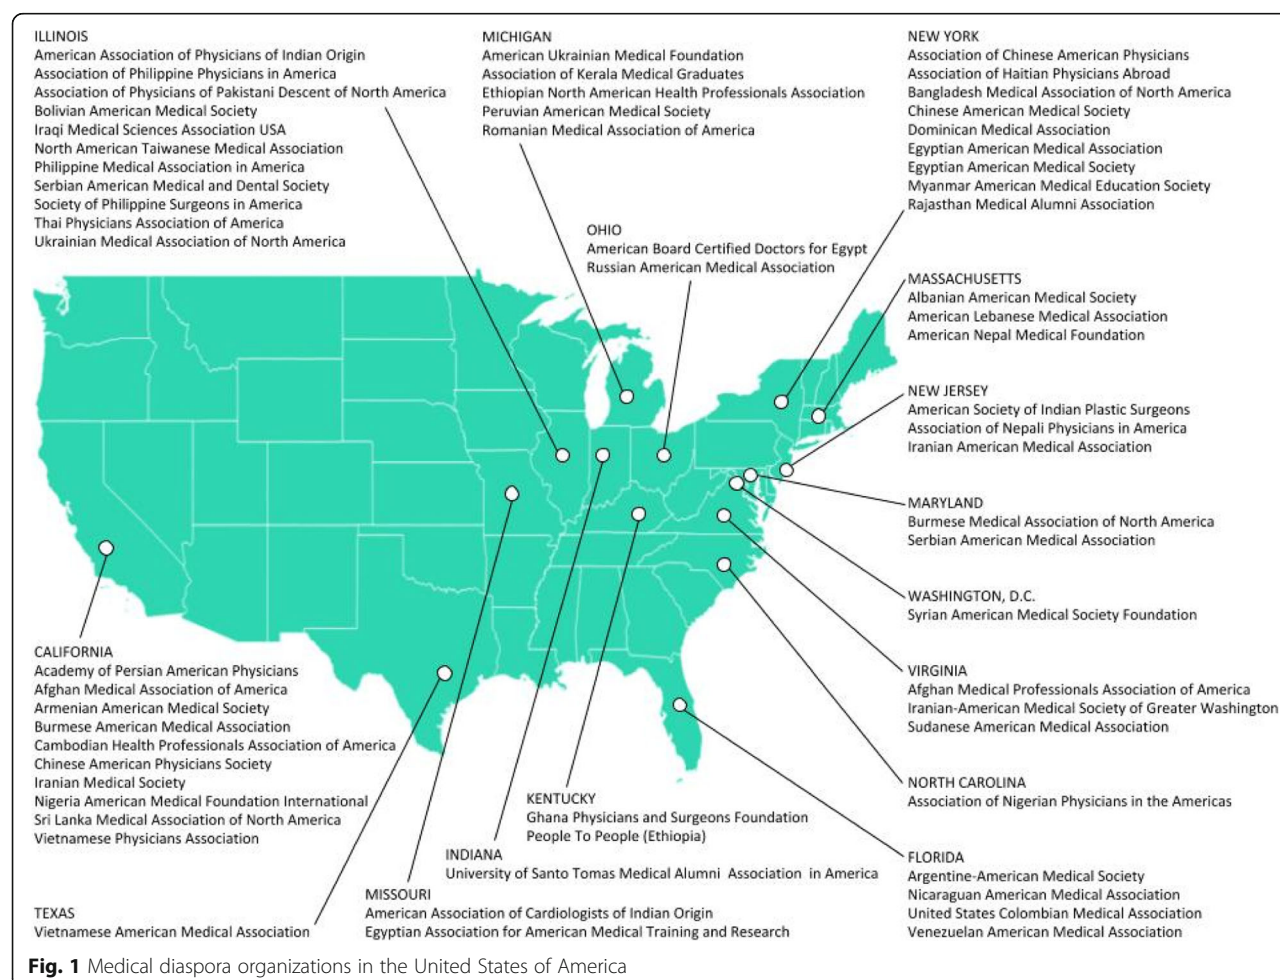 ILLINOIS
American Association of Physicians of Indian Origin
Association of Philippine Physicians in America
Association of Physicians of Pakistani Descent of North America
Bolivian American Medical Society
Iraqi Medical Sciences Association USA
North American Taiwanese Medical Association
Philippine Medical Association in America
Serbian American Medical and Dental Society
Society of Philippine Surgeons in America
Thai Physicians Association of America
Ukrainian Medical Association of North America
MICHIGAN
American Ukrainian Medical Foundation
Association of Kerala Medical Graduates
Ethiopian North American Health Professionals Association
Peruvian American Medical Society
Romanian Medical Association of America
OHIO
American Board Certified Doctors for Egypt
Russian American Medical Association
NEW YORK
Association of Chinese American Physicians
Association of Haitian Physicians Abroad
Bangladesh Medical Association of North America
Chinese American Medical Society
Dominican Medical Association
Egyptian American Medical Association
Egyptian American Medical Society
Myanmar American Medical Education Society
Rajasthan Medical Alumni Association
MASSACHUSETTS
Albanian American Medical Society
American Lebanese Medical Association
American Nepal Medical Foundation
NEW JERSEY
American Society of Indian Plastic Surgeons
Association of Nepali Physicians in America
Iranian American Medical Association
MARYLAND
Burmese Medical Association of North America
Serbian American Medical Association
WASHINGTON, D.C.
Syrian American Medical Society Foundation
VIRGINIA
Afghan Medical Professionals Association of America
Iranian-American Medical Society of Greater Washington
Sudanese American Medical Association
NORTH CAROLINA
Association of Nigerian Physicians in the Americas
FLORIDA
Argentine-American Medical Society
Nicaraguan American Medical Association
United States Colombian Medical Association
Venezuelan American Medical Association
CALIFORNIA
Academy of Persian American Physicians
Afghan Medical Association of America
Armenian American Medical Society
Burmese American Medical Association
Cambodian Health Professionals Association of America
Chinese American Physicians Society
Iranian Medical Society
Nigeria American Medical Foundation International
Sri Lanka Medical Association of North America
Vietnamese Physicians Association
KENTUCKY
Ghana Physicians and Surgeons Foundation
People To People (Ethiopia)
INDIANA
University of Santo Tomas Medical Alumni Association in America
MISSOURI
American Association of Cardiologists of Indian Origin
Egyptian Association for American Medical Training and Research
TEXAS
Vietnamese American Medical Association
Fig. 1 Medical diaspora organizations in the United States of America